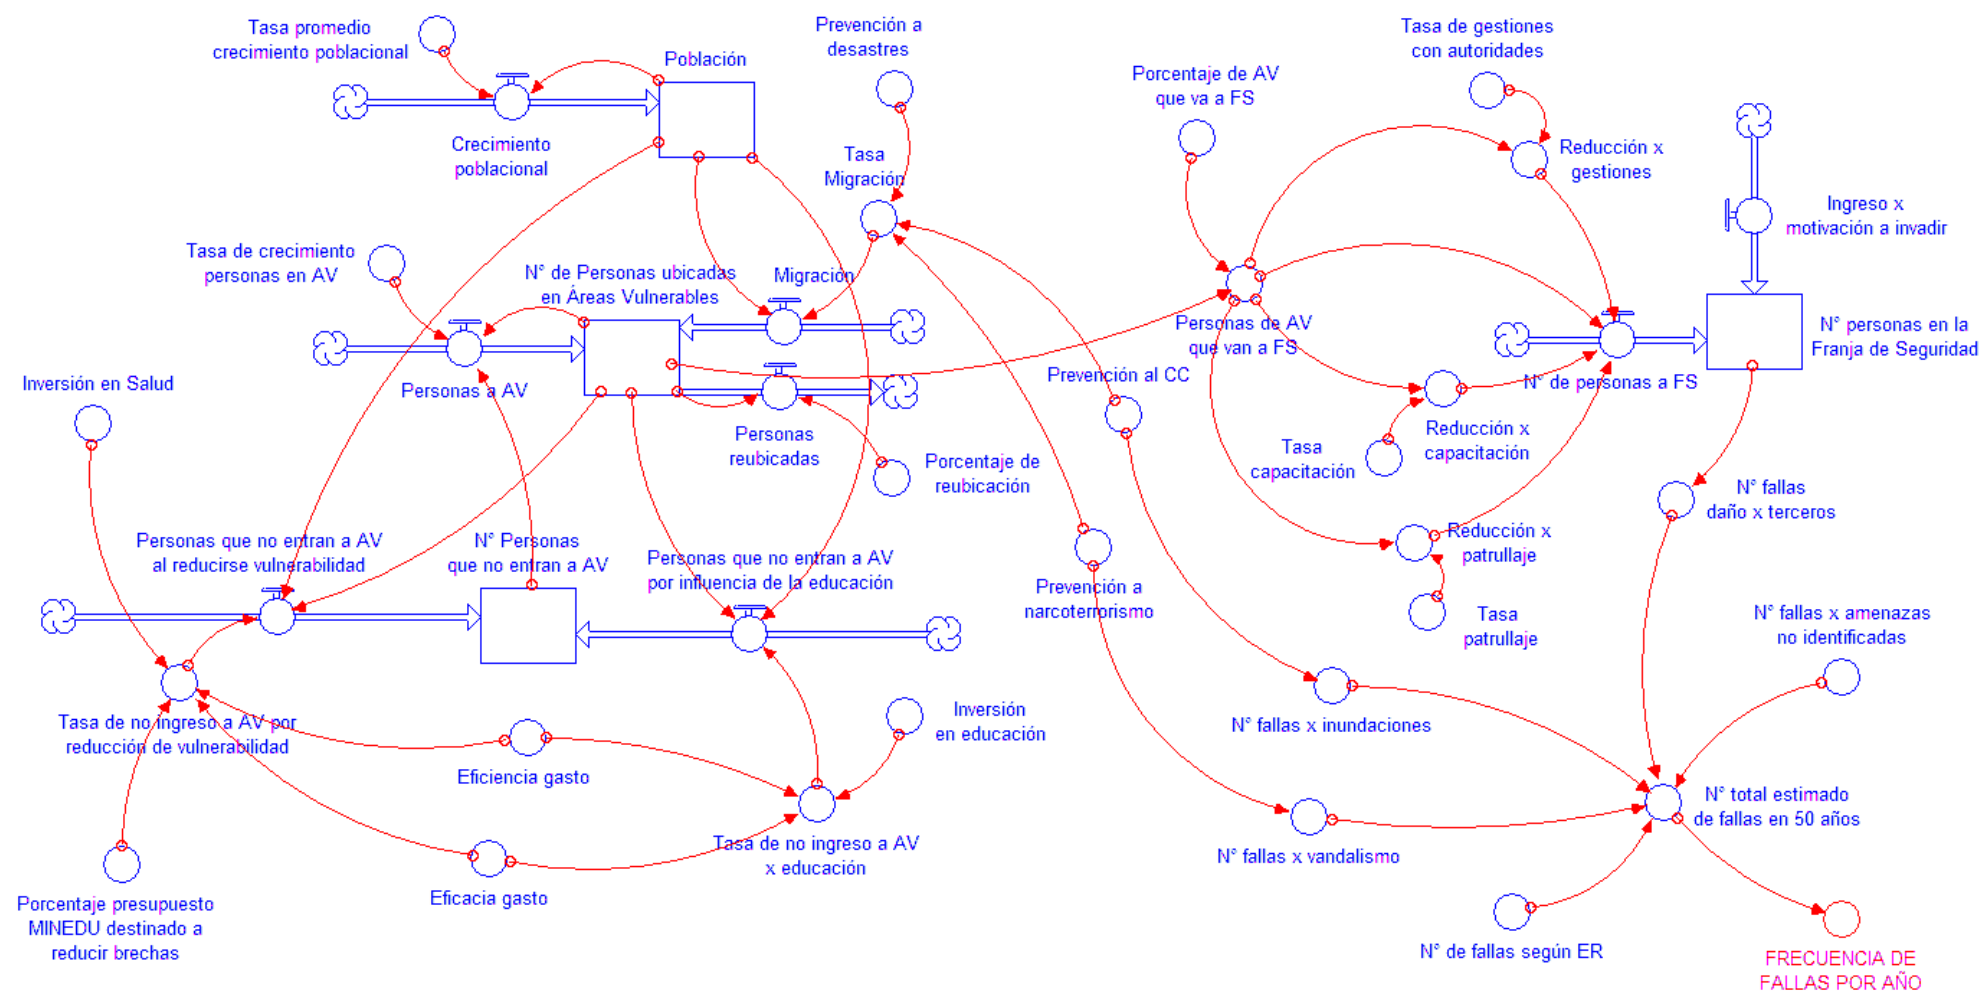 Tasa promedio
crecimiento poblacional
Población
Prevención a
desastres
Tasa de gestiones
con autoridades
Porcentaje de AV
que va a FS
Crecimiento
poblacional
Tasa
Migración
Reducción x
gestiones
Ingreso x
motivación a invadir
Tasa de crecimiento
personas en AV
N° de Personas ubicadas
en Áreas Vulnerables
Migración
Personas de AV
que van a FS
N° personas en la
Franja de Seguridad
Inversión en Salud
Personas a AV
Prevención al CC
N° de personas a FS
Personas
reubicadas
Porcentaje de
reubicación
Tasa
capacitación
Reducción x
capacitación
N° fallas
daño x terceros
Personas que no entran a AV
al reducirse vulnerabilidad
N° Personas
que no entran a AV
Personas que no entran a AV
por influencia de la educación
Prevención a
narcoterrorismo
Reducción x
patrullaje
Tasa
patrullaje
N° fallas x amenazas
no identificadas
Tasa de no ingreso a AV por
reducción de vulnerabilidad
Inversión
en educación
N° fallas x inundaciones
Eficiencia gasto
N° total estimado
de fallas en 50 años
Tasa de no ingreso a AV
x educación
N° fallas x vandalismo
Eficacia gasto
Porcentaje presupuesto
MINEDU destinado a
reducir brechas
N° de fallas según ER
FRECUENCIA DE
FALLAS POR AÑO